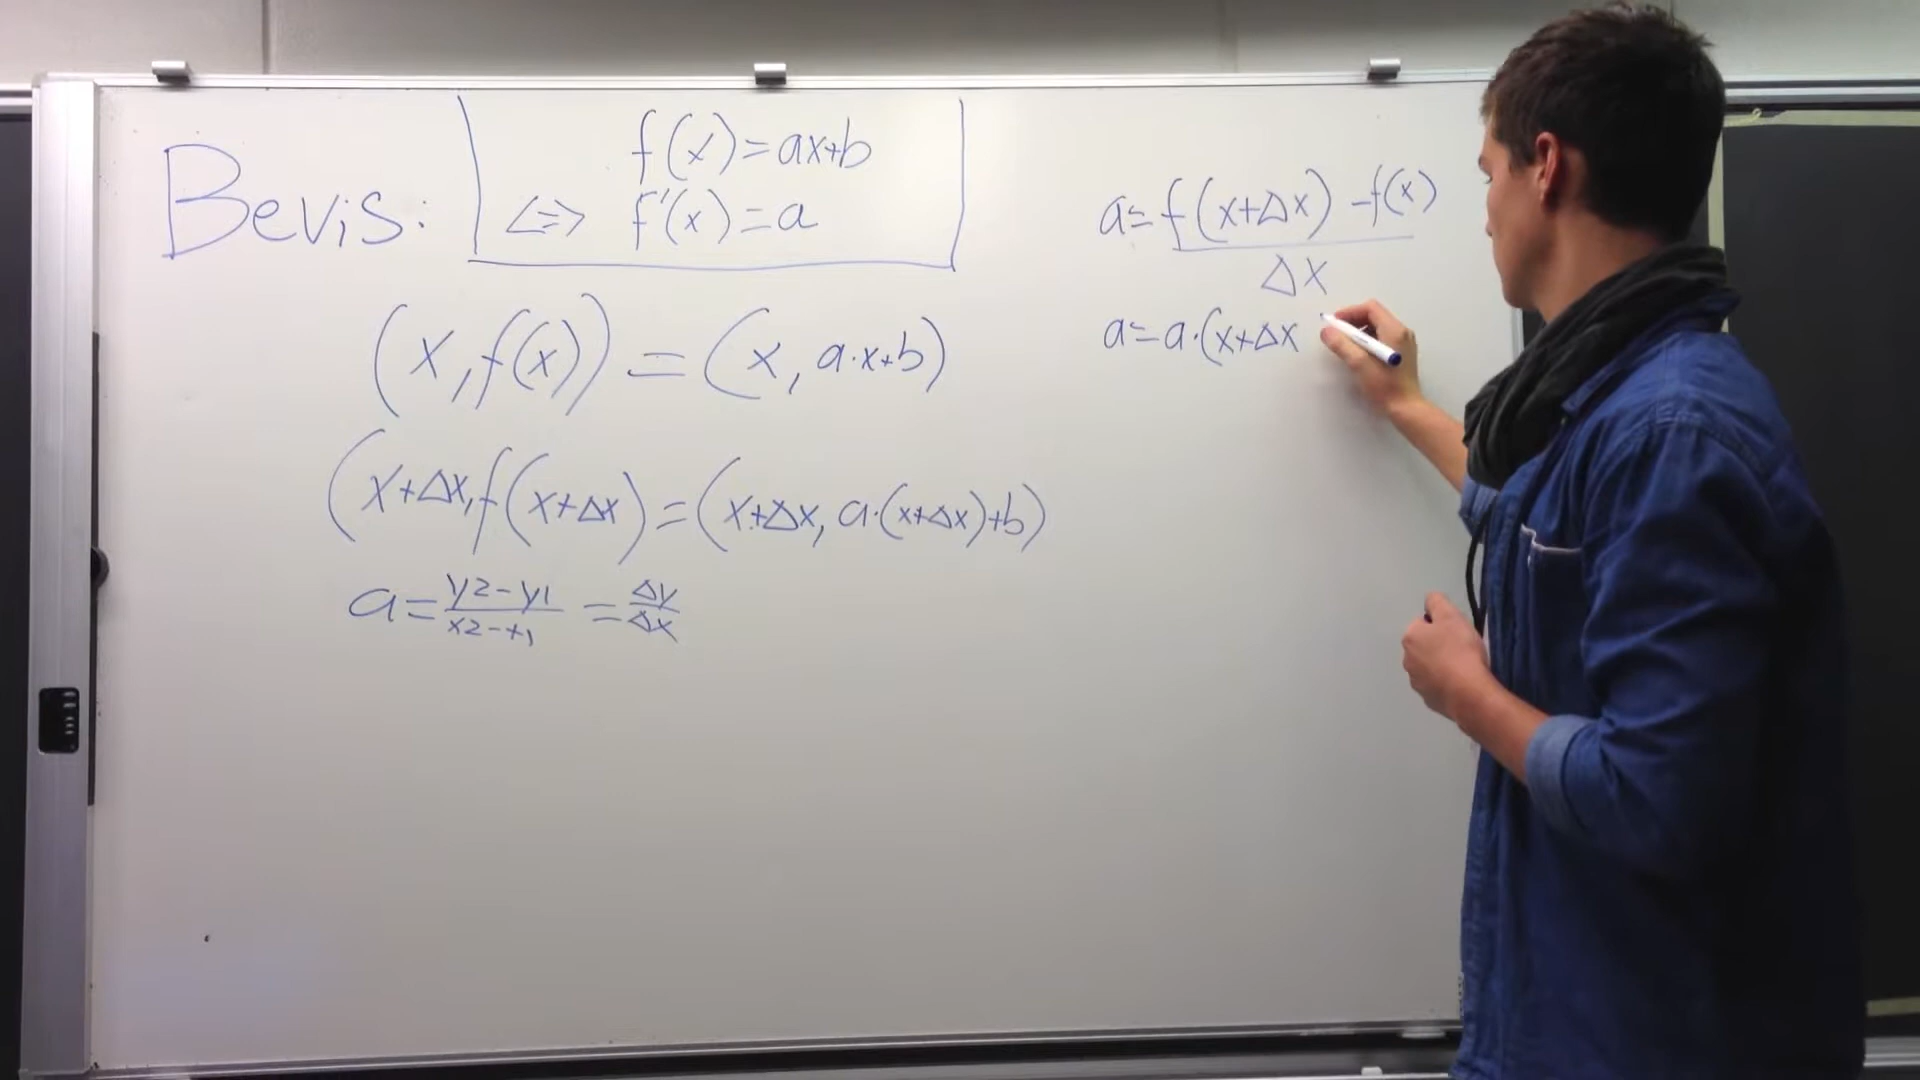 Bevis:
f(x)=ax+b
<=> f'(x)=a
(x,f(x))=(x,a·x+b)
(x+Δx,f(x+Δx)=(x+Δx,a·(x+Δx)+b)
a=y2-y1/x2-x1=Δy/Δx
a=f(x+Δx)-f(x)
Δx
a=a·(x+Δx